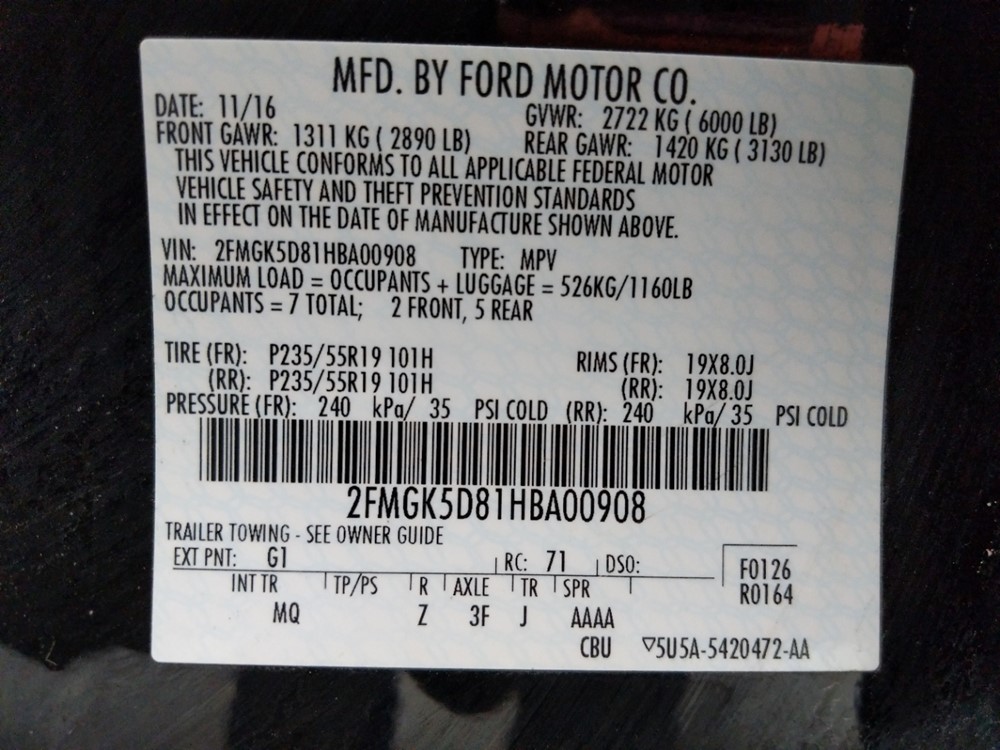 MFD. BY FORD MOTOR CO.
DATE: 11/16 GVWR: 2722 KG ( 6000 LB)
FRONT GAWR: 1311 KG ( 2890 LB) REAR GAWR: 1420 KG ( 3130 LB)
THIS VEHICLE CONFORMS TO ALL APPLICABLE FEDERAL MOTOR
VEHICLE SAFETY AND THEFT PREVENTION STANDARDS
IN EFFECT ON THE DATE OF MANUFACTURE SHOWN ABOVE.
VIN: 2FMGK5D81HBA00908 TYPE: MPV
MAXIMUM LOAD = OCCUPANTS + LUGGAGE = 526KG/1160LB
OCCUPANTS = 7 TOTAL; 2 FRONT, 5 REAR
TIRE (FR): P235/55R19 101H RIMS (FR): 19X8.0J
(RR): P235/55R19 101H (RR): 19X8.0J
PRESSURE (FR): 240 kPa/ 35 PSI COLD (RR): 240 kPa/ 35 PSI COLD
2FMGK5D81HBA00908
TRAILER TOWING - SEE OWNER GUIDE
EXT PNT: G1 RC: 71 DSO: F0126
INT TR TP/PS R AXLE TR SPR R0164
MQ Z 3F J AAAA
CBU ▽5U5A-5420472-AA